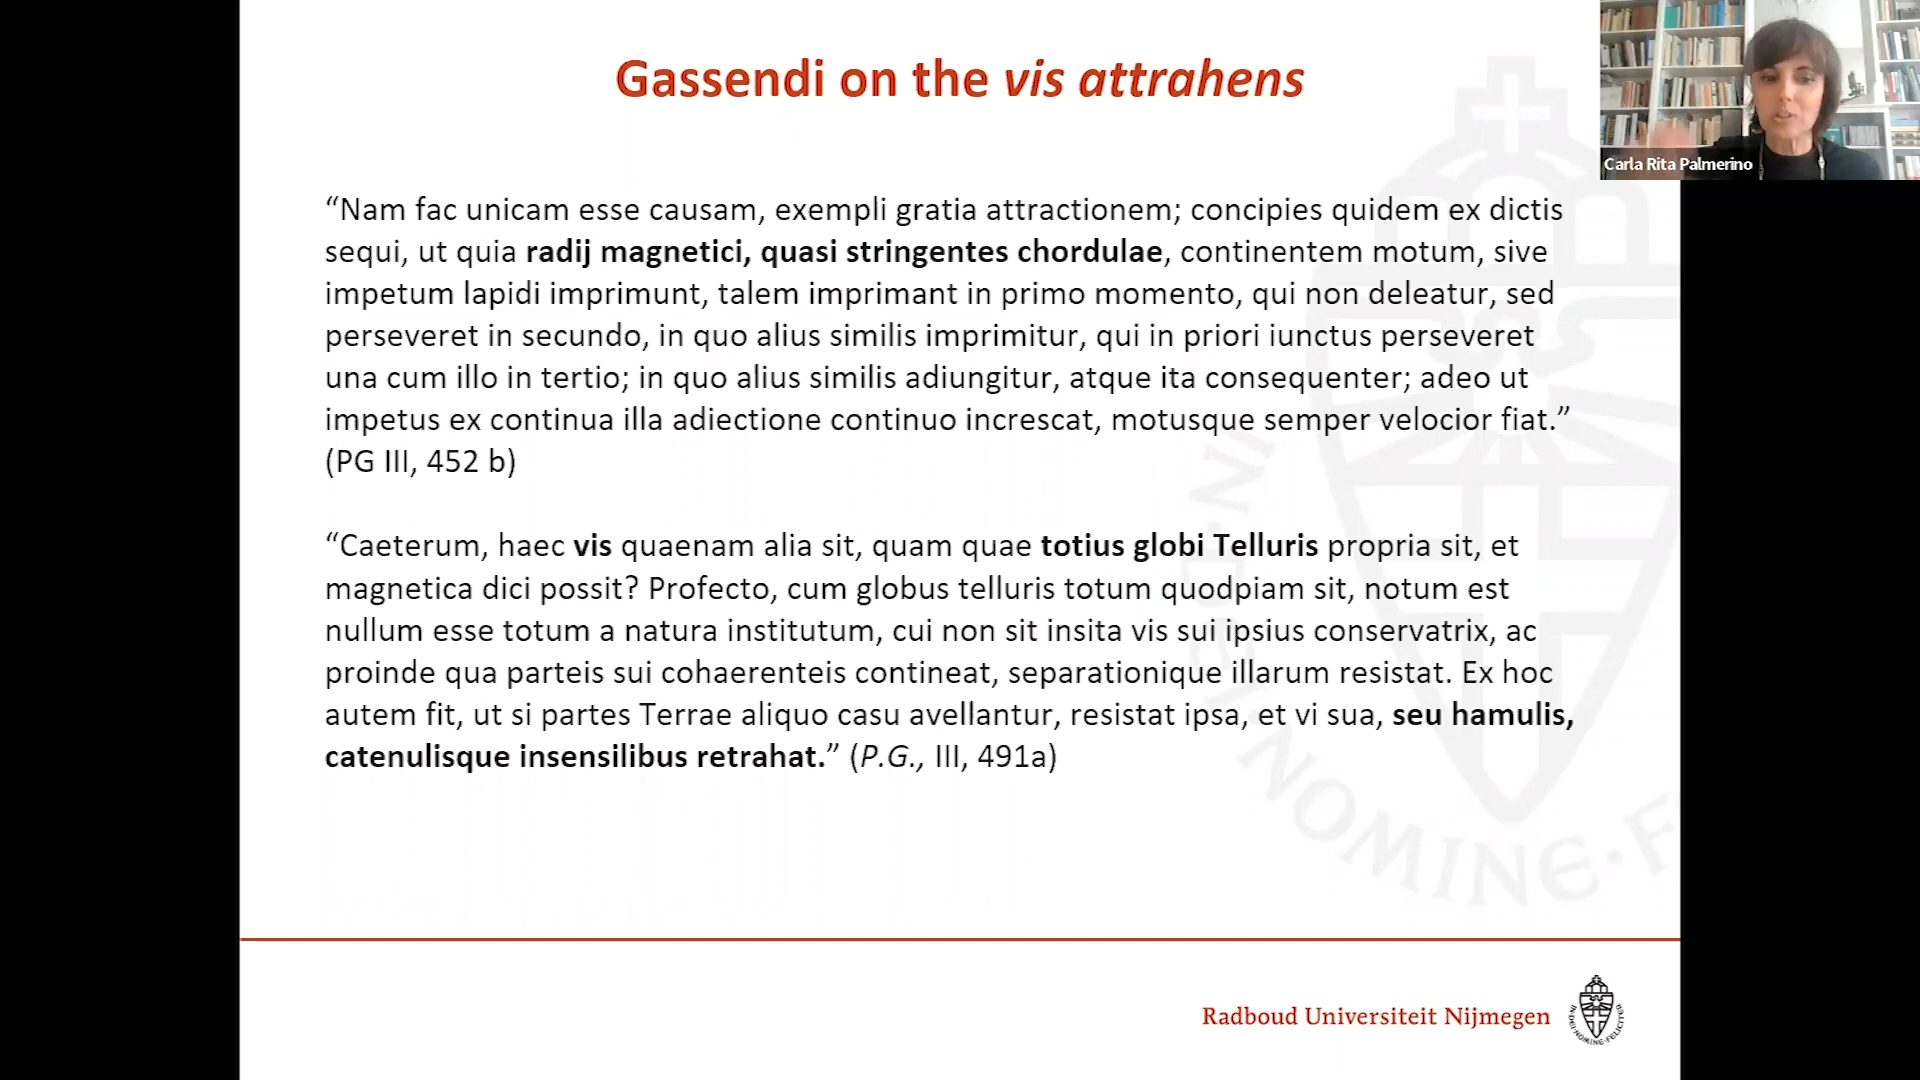 Gassendi on the vis attrahens
Carla Rita Palmerino
“Nam fac unicam esse causam, exempli gratia attractionem; concipies quidem ex dictis
sequi, ut quia radij magnetici, quasi stringentes chordulae, continentem motum, sive
impetum lapidi imprimunt, talem imprimant in primo momento, qui non deleatur, sed
perseveret in secundo, in quo alius similis imprimitur, qui in priori iunctus perseveret
una cum illo in tertio; in quo alius similis adiungitur, atque ita consequenter; adeo ut
impetus ex continua illa adiectione continuo increscat, motusque semper velocior fiat.”
(PG III, 452 b)
“Caeterum, haec vis quaenam alia sit, quam quae totius globi Telluris propria sit, et
magnetica dici possit? Profecto, cum globus telluris totum quodpiam sit, notum est
nullum esse totum a natura institutum, cui non sit insita vis sui ipsius conservatrix, ac
proinde qua parteis sui cohaerenteis contineat, separationique illarum resistat. Ex hoc
autem fit, ut si partes Terrae aliquo casu avellantur, resistat ipsa, et vi sua, seu hamulis,
catenulisque insensilibus retrahat.” (P.G., III, 491a)
IN·DEI·NOMINE·F
Radboud Universiteit Nijmegen
IN·DEI·NOMINE·FELICITER